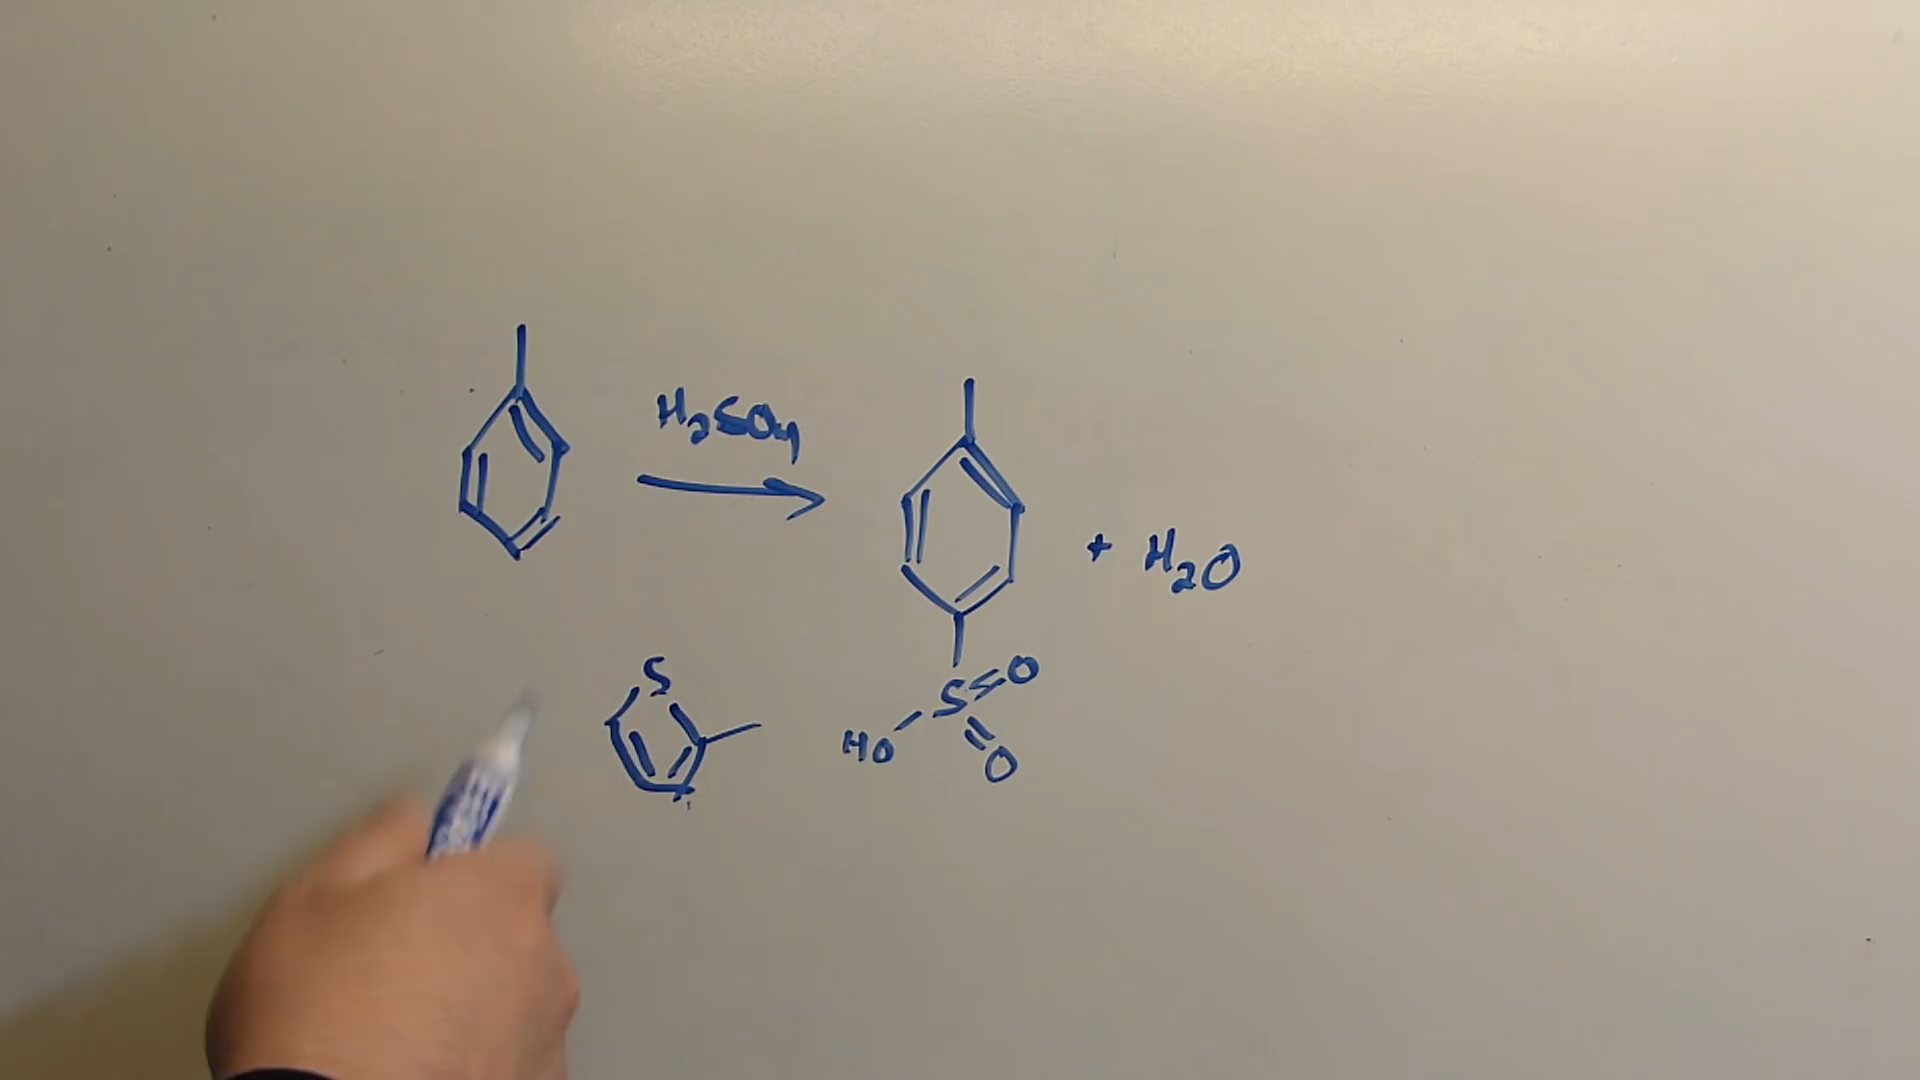 H₂SO₄
+ H₂O
S
S=O
HO
O